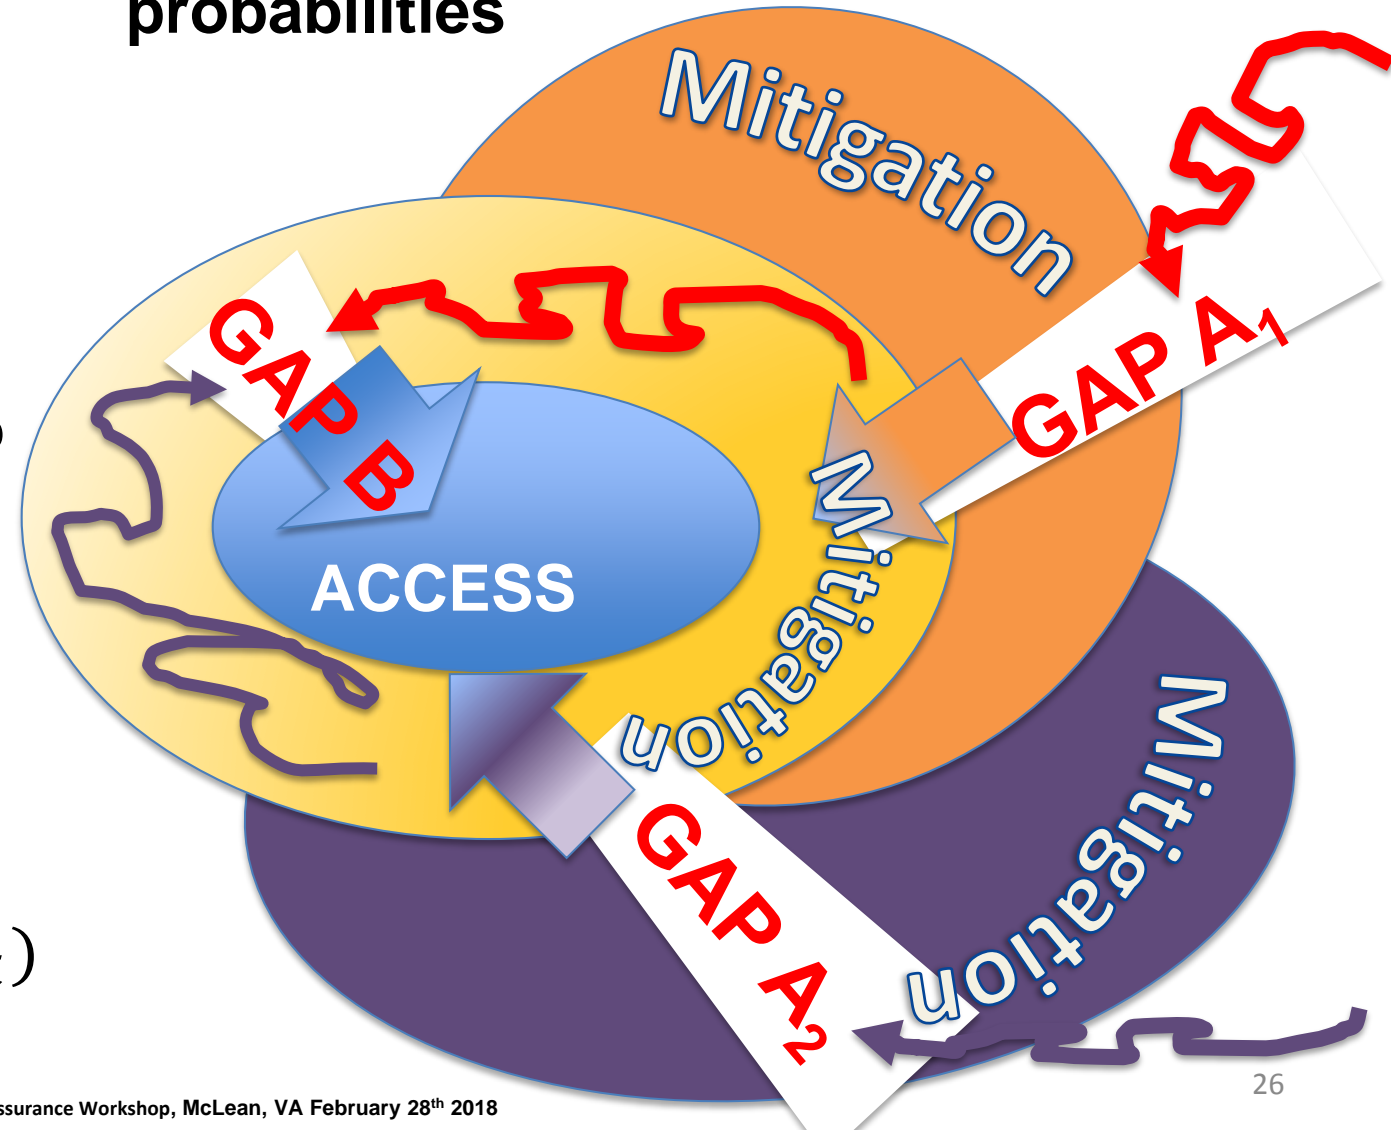 probabilities
Mitigation
GAP A1
GAP B
Mitigation
ACCESS
Mitigation
GAP A2
)
26
ssurance Workshop, McLean, VA February 28th 2018